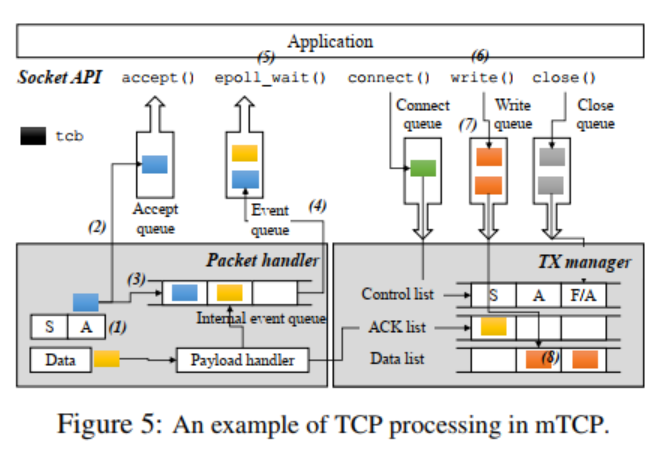 Application
(5) (6)
Socket API accept() epoll_wait() connect() write() close()
tcb
Connect queue
(7)
Write queue
Close queue
Accept queue
Event queue
(2)
(4)
Packet handler
TX manager
(3)
Control list S A F/A
S A (1)
Internal event queue
ACK list
Data
Payload handler
Data list
(8)
Figure 5: An example of TCP processing in mTCP.